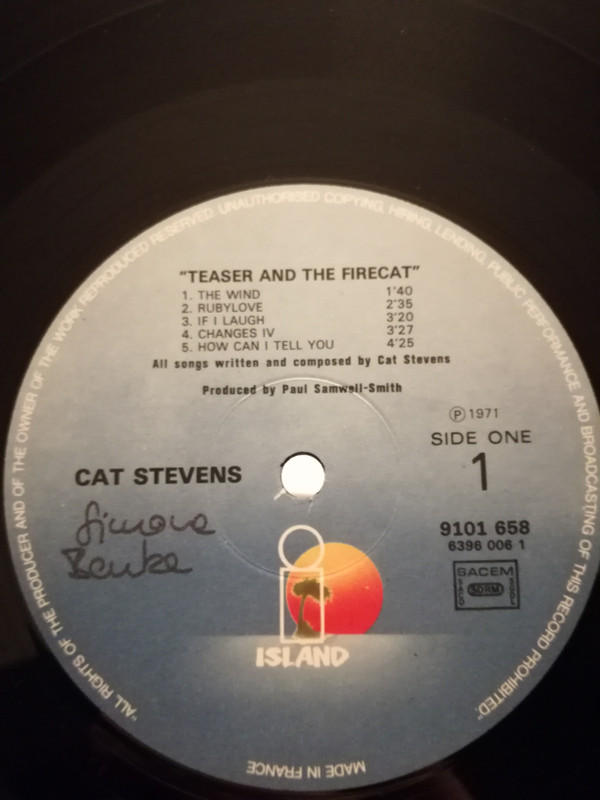 "TEASER AND THE FIRECAT"
1. THE WIND 1'40
2. RUBYLOVE 2'35
3. IF I LAUGH 3'20
4. CHANGES IV 3'27
5. HOW CAN I TELL YOU 4'25
All songs written and composed by Cat Stevens
Produced by Paul Samwell-Smith
℗ 1971
SIDE ONE
1
CAT STEVENS
Simona
Benke
9101 658
6396 006 1
SACEM
SDRM
SACD
SGDL
ISLAND
"ALL RIGHTS OF THE PRODUCER AND OF THE OWNER OF THE WORK REPRODUCED RESERVED. UNAUTHORISED COPYING, HIRING, LENDING, PUBLIC PERFORMANCE AND BROADCASTING OF THIS RECORD PROHIBITED."
MADE IN FRANCE